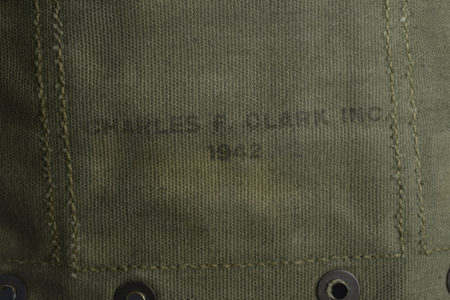 CHARLES F. CLARK INC.
1942